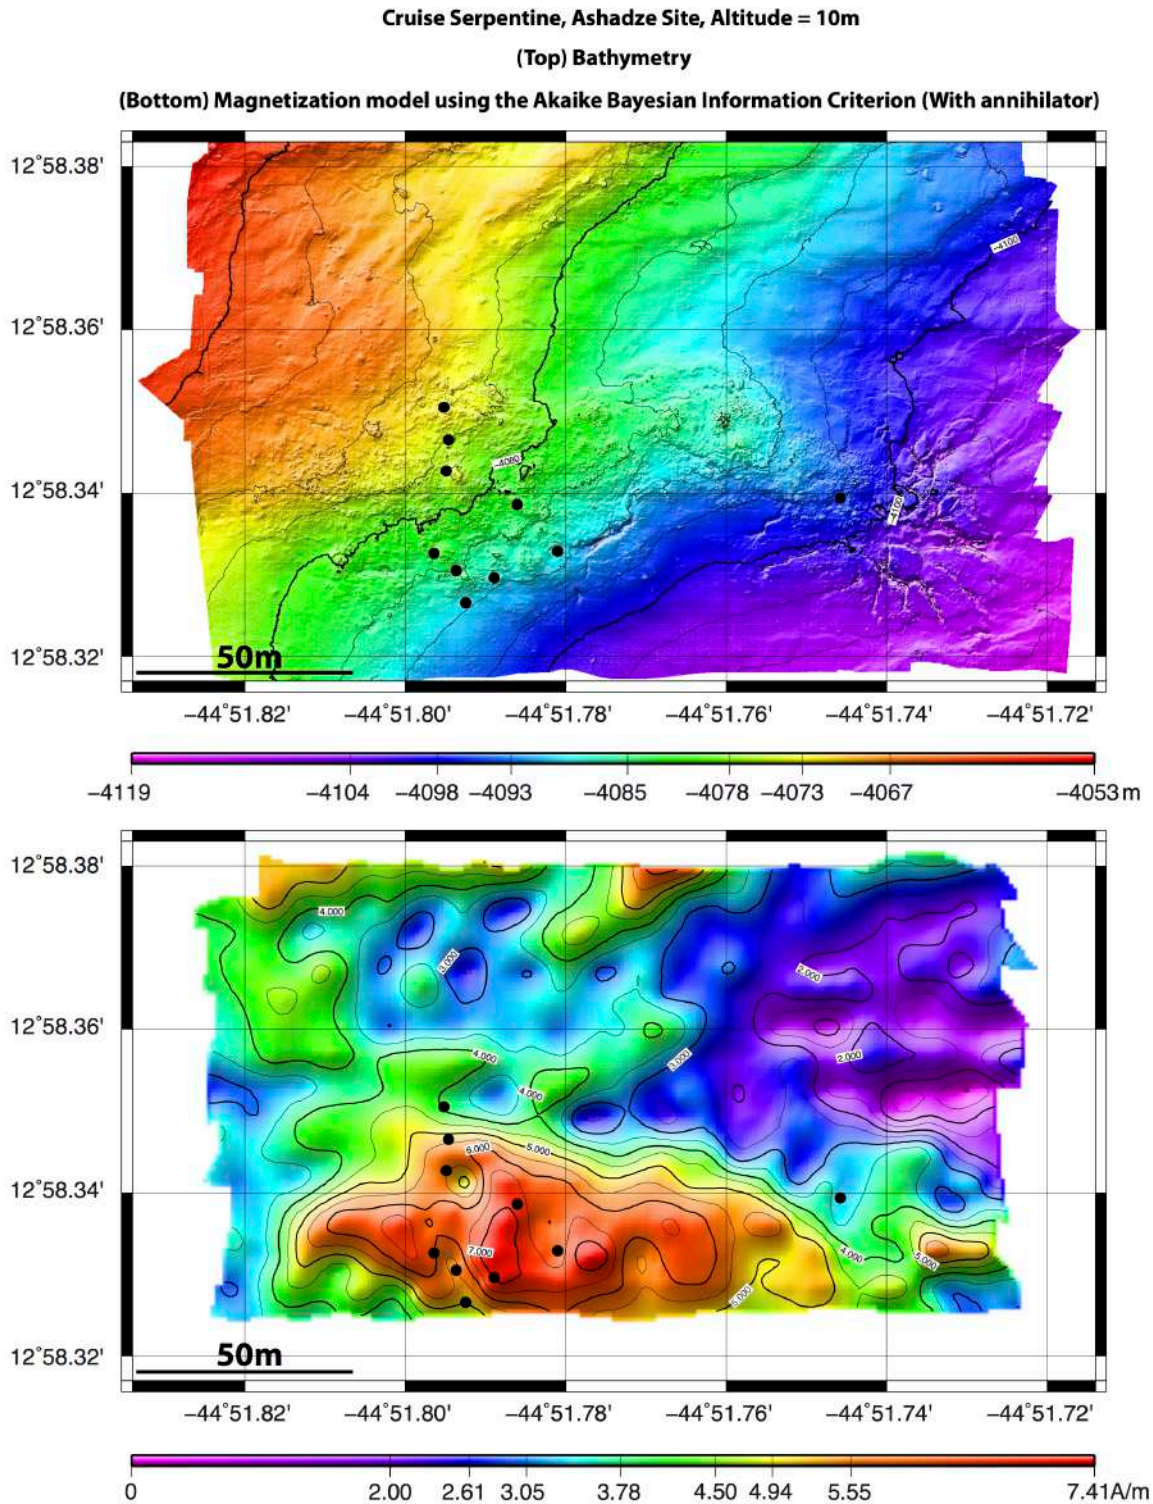 Cruise Serpentine, Ashadze Site, Altitude = 10m
(Top) Bathymetry
(Bottom) Magnetization model using the Akaike Bayesian Information Criterion (With annihilator)
12°58.38'
−4100
12°58.36'
−4080
12°58.34'
−4100
12°58.32'
50m
−44°51.82' −44°51.80' −44°51.78' −44°51.76' −44°51.74' −44°51.72'
−4119 −4104 −4098 −4093 −4085 −4078 −4073 −4067 −4053 m
12°58.38'
4.000
3.000
2.000
12°58.36'
4.000
3.000
2.000
4.000
6.000
5.000
12°58.34'
7.000
4.000
5.000
5.000
12°58.32'
50m
−44°51.82' −44°51.80' −44°51.78' −44°51.76' −44°51.74' −44°51.72'
0 2.00 2.61 3.05 3.78 4.50 4.94 5.55 7.41A/m